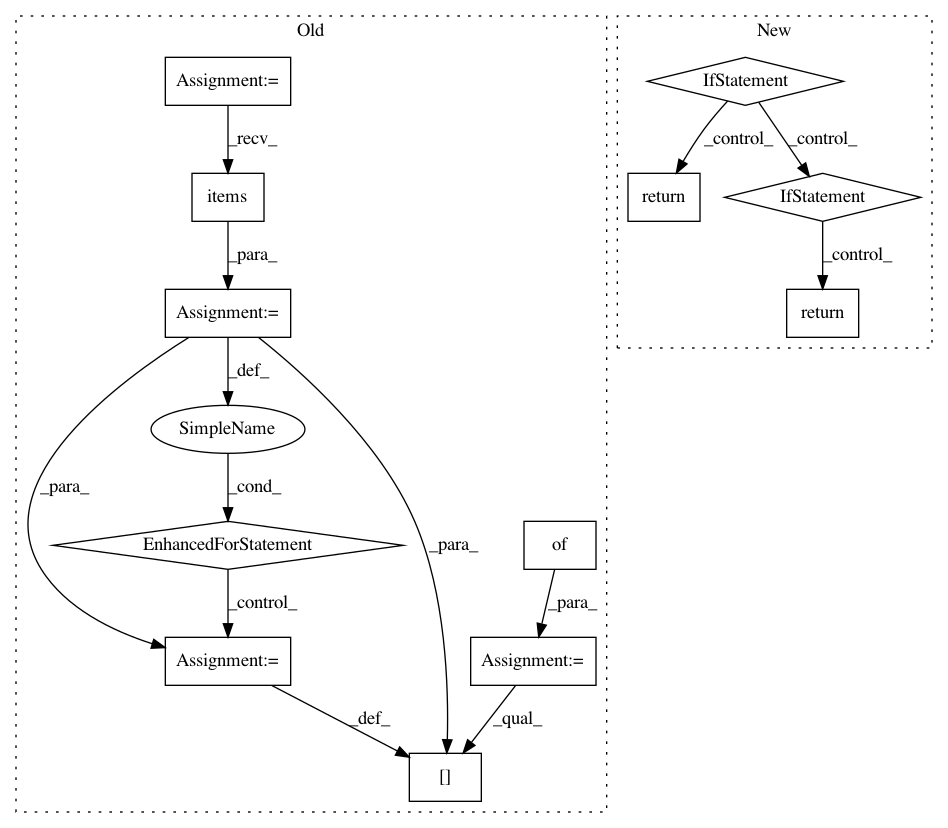 Old
New
Assignment:=
IfStatement
_recv_
_control_
_control_
items
return
IfStatement
_para_
_control_
Assignment:=
return
_def_
SimpleName
_para_
_cond_
_para_
EnhancedForStatement
of
_control_
_para_
Assignment:=
Assignment:=
_def_
_qual_
[]